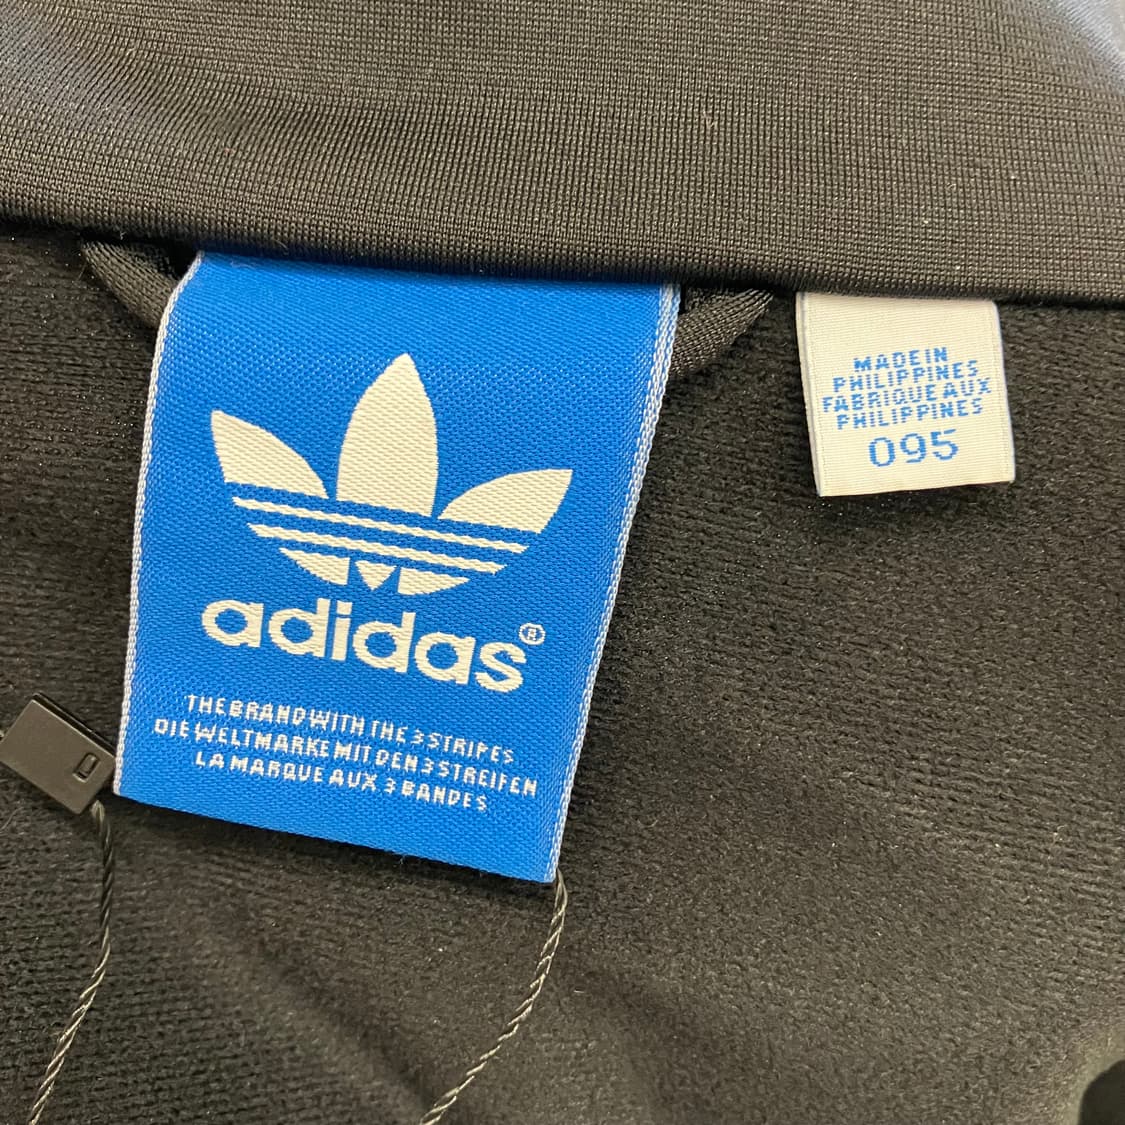 adidas®
THE BRAND WITH THE 3 STRIPES
DIE WELTMARKE MIT DEN 3 STREIFEN
LA MARQUE AUX 3 BANDES
MADE IN
PHILIPPINES
FABRIQUE AUX
PHILIPPINES
095